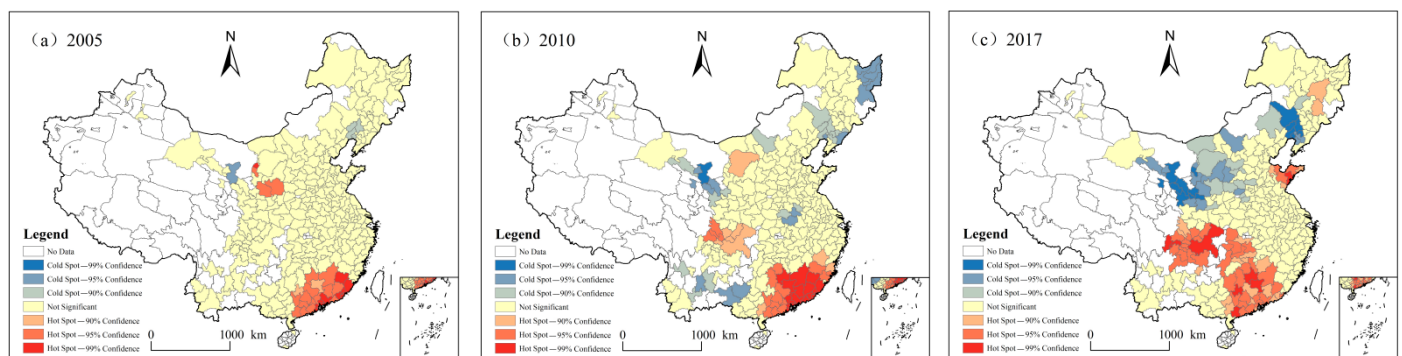 （a）2005
N
Legend
No Data
Cold Spot—99% Confidence
Cold Spot—95% Confidence
Cold Spot—90% Confidence
Not Significant
Hot Spot—90% Confidence
Hot Spot—95% Confidence
Hot Spot—99% Confidence
0 1000 km
（b）2010
N
Legend
No Data
Cold Spot—99% Confidence
Cold Spot—95% Confidence
Cold Spot—90% Confidence
Not Significant
Hot Spot—90% Confidence
Hot Spot—95% Confidence
Hot Spot—99% Confidence
0 1000 km
（c）2017
N
Legend
No Data
Cold Spot—99% Confidence
Cold Spot—95% Confidence
Cold Spot—90% Confidence
Not Significant
Hot Spot—90% Confidence
Hot Spot—95% Confidence
Hot Spot—99% Confidence
0 1000 km